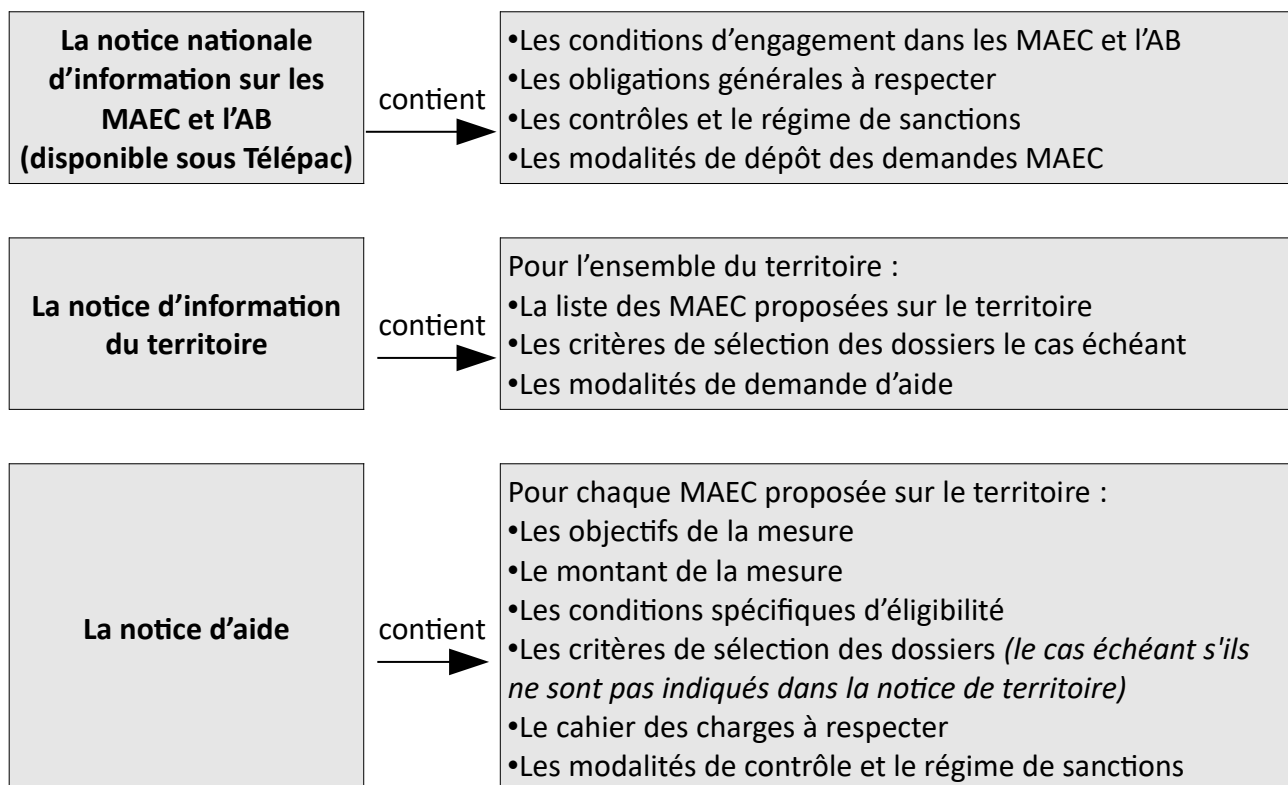 La notice nationale
d’information sur les
MAEC et l’AB
(disponible sous Télépac)
contient
•Les conditions d’engagement dans les MAEC et l’AB
•Les obligations générales à respecter
•Les contrôles et le régime de sanctions
•Les modalités de dépôt des demandes MAEC
La notice d’information
du territoire
contient
Pour l’ensemble du territoire :
•La liste des MAEC proposées sur le territoire
•Les critères de sélection des dossiers le cas échéant
•Les modalités de demande d’aide
La notice d’aide
contient
Pour chaque MAEC proposée sur le territoire :
•Les objectifs de la mesure
•Le montant de la mesure
•Les conditions spécifiques d’éligibilité
•Les critères de sélection des dossiers (le cas échéant s'ils
ne sont pas indiqués dans la notice de territoire)
•Le cahier des charges à respecter
•Les modalités de contrôle et le régime de sanctions